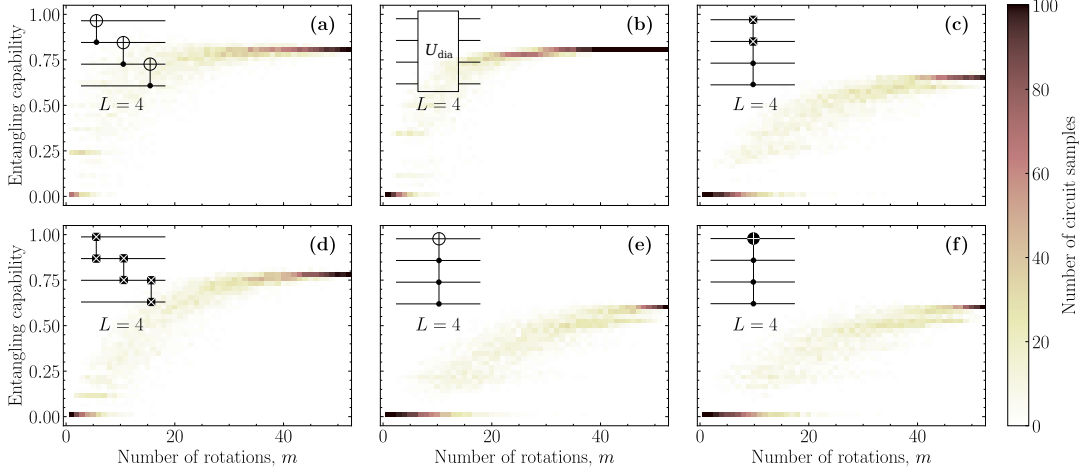 (a) (b) (c)
U_dia
L = 4 L = 4 L = 4
Entangling capability
1.00
0.75
0.50
0.25
0.00
(d) (e) (f)
L = 4 L = 4 L = 4
Entangling capability
1.00
0.75
0.50
0.25
0.00
0 20 40 0 20 40 0 20 40
Number of rotations, m Number of rotations, m Number of rotations, m
100
80
60
40
20
0
Number of circuit samples